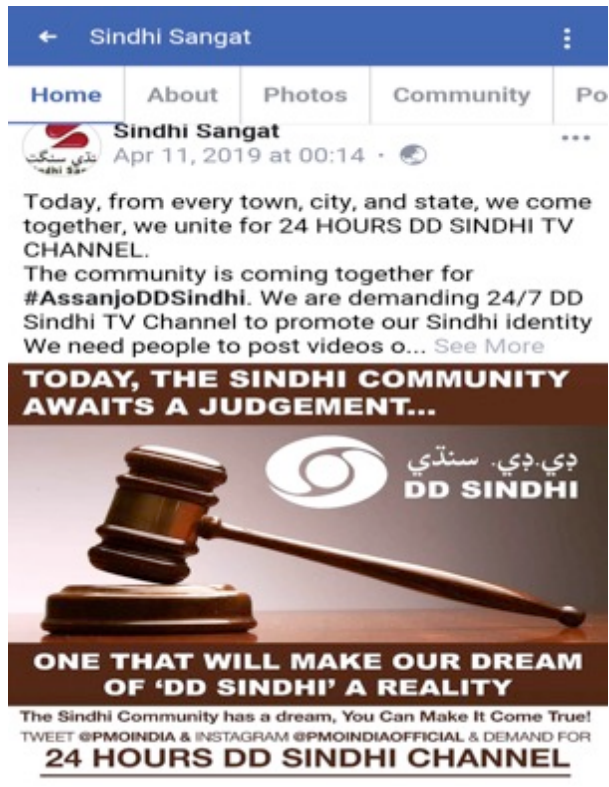 Sindhi Sangat
Home About Photos Community Po
Sindhi Sangat
Apr 11, 2019 at 00:14 ·
Today, from every town, city, and state, we come
together, we unite for 24 HOURS DD SINDHI TV
CHANNEL.
The community is coming together for
#AssanjoDDSindhi. We are demanding 24/7 DD
Sindhi TV Channel to promote our Sindhi identity
We need people to post videos o... See More
TODAY, THE SINDHI COMMUNITY
AWAITS A JUDGEMENT...
ڊي.ڊي. سنڌي
DD SINDHI
ONE THAT WILL MAKE OUR DREAM
OF ‘DD SINDHI’ A REALITY
The Sindhi Community has a dream, You Can Make It Come True!
TWEET @PMOINDIA & INSTAGRAM @PMOINDIAOFFICIAL & DEMAND FOR
24 HOURS DD SINDHI CHANNEL